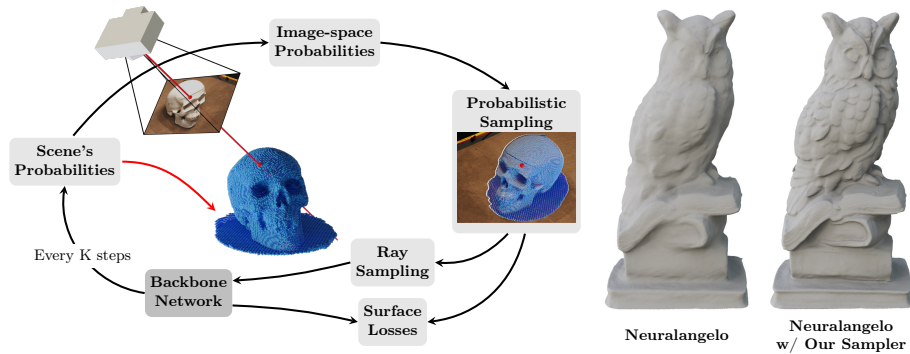 Image-space
Probabilities
Probabilistic
Sampling
Scene's
Probabilities
Every K steps
Ray
Sampling
Backbone
Network
Surface
Losses
Neuralangelo
Neuralangelo
w/ Our Sampler